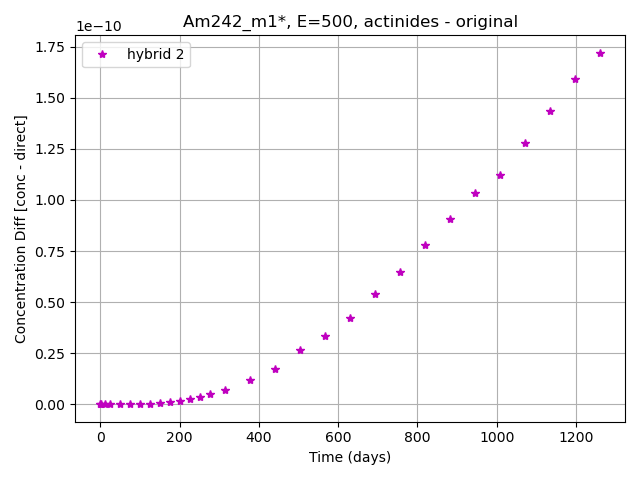 Am242_m1*, E=500, actinides - original
1e−10
hybrid 2
1.75
1.50
1.25
1.00
0.75
0.50
0.25
0.00
Concentration Diff [conc - direct]
0 200 400 600 800 1000 1200
Time (days)